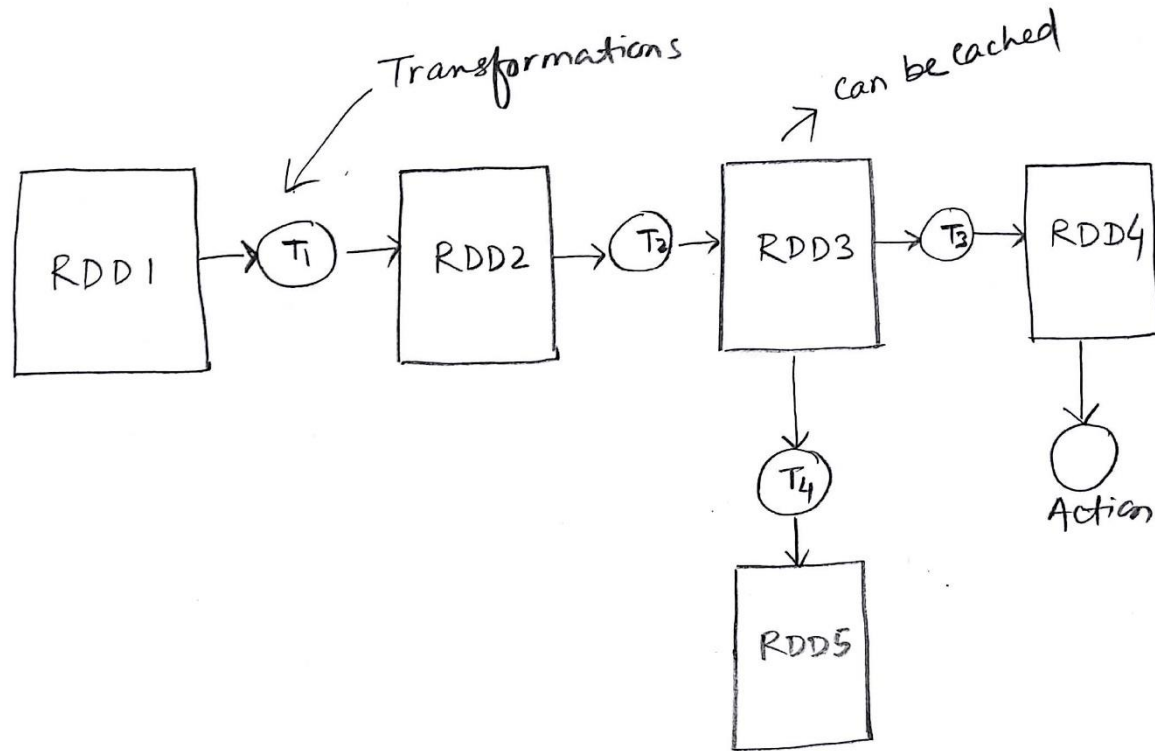 Transformations
can be cached
RDD1
T1
RDD2
T2
RDD3
T3
RDD4
T4
Action
RDD5